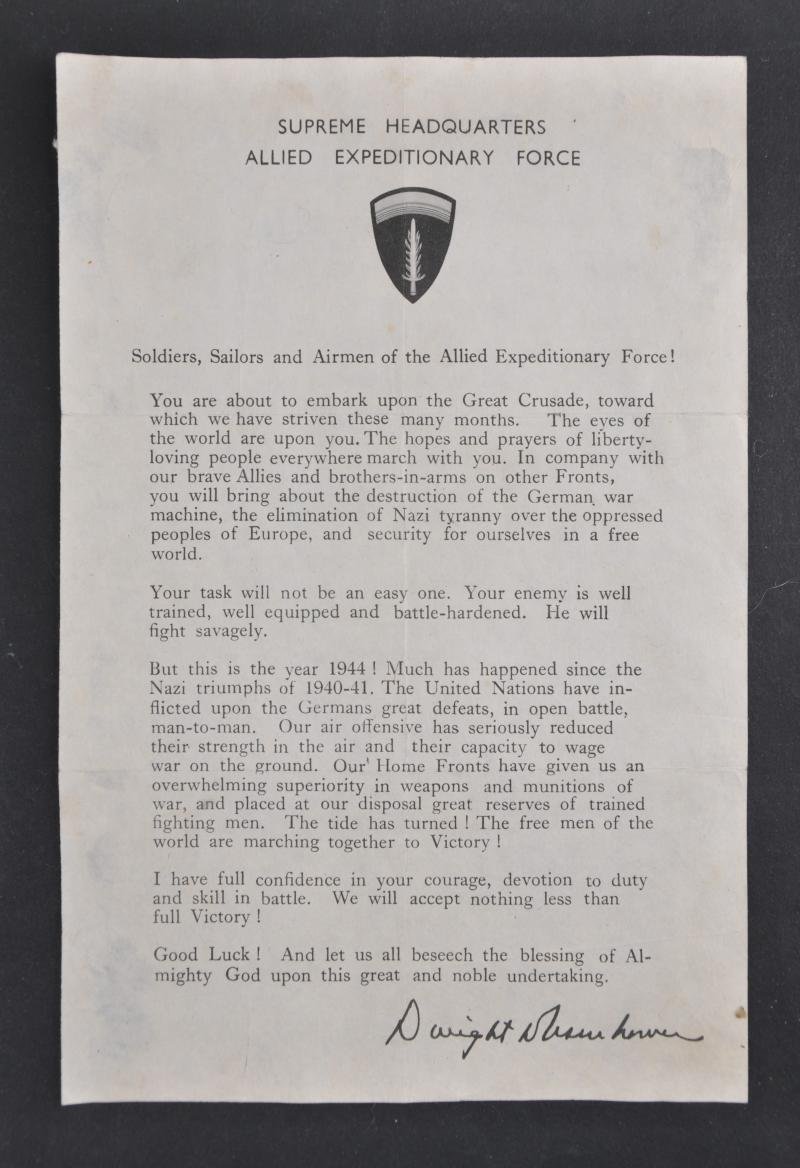 SUPREME HEADQUARTERS
ALLIED EXPEDITIONARY FORCE
Soldiers, Sailors and Airmen of the Allied Expeditionary Force!
You are about to embark upon the Great Crusade, toward
which we have striven these many months. The eyes of
the world are upon you. The hopes and prayers of liberty-
loving people everywhere march with you. In company with
our brave Allies and brothers-in-arms on other Fronts,
you will bring about the destruction of the German war
machine, the elimination of Nazi tyranny over the oppressed
peoples of Europe, and security for ourselves in a free
world.
Your task will not be an easy one. Your enemy is well
trained, well equipped and battle-hardened. He will
fight savagely.
But this is the year 1944 ! Much has happened since the
Nazi triumphs of 1940-41. The United Nations have in-
flicted upon the Germans great defeats, in open battle,
man-to-man. Our air offensive has seriously reduced
their strength in the air and their capacity to wage
war on the ground. Our Home Fronts have given us an
overwhelming superiority in weapons and munitions of
war, and placed at our disposal great reserves of trained
fighting men. The tide has turned ! The free men of the
world are marching together to Victory !
I have full confidence in your courage, devotion to duty
and skill in battle. We will accept nothing less than
full Victory !
Good Luck ! And let us all beseech the blessing of Al-
mighty God upon this great and noble undertaking.
Dwight D Eisenhower